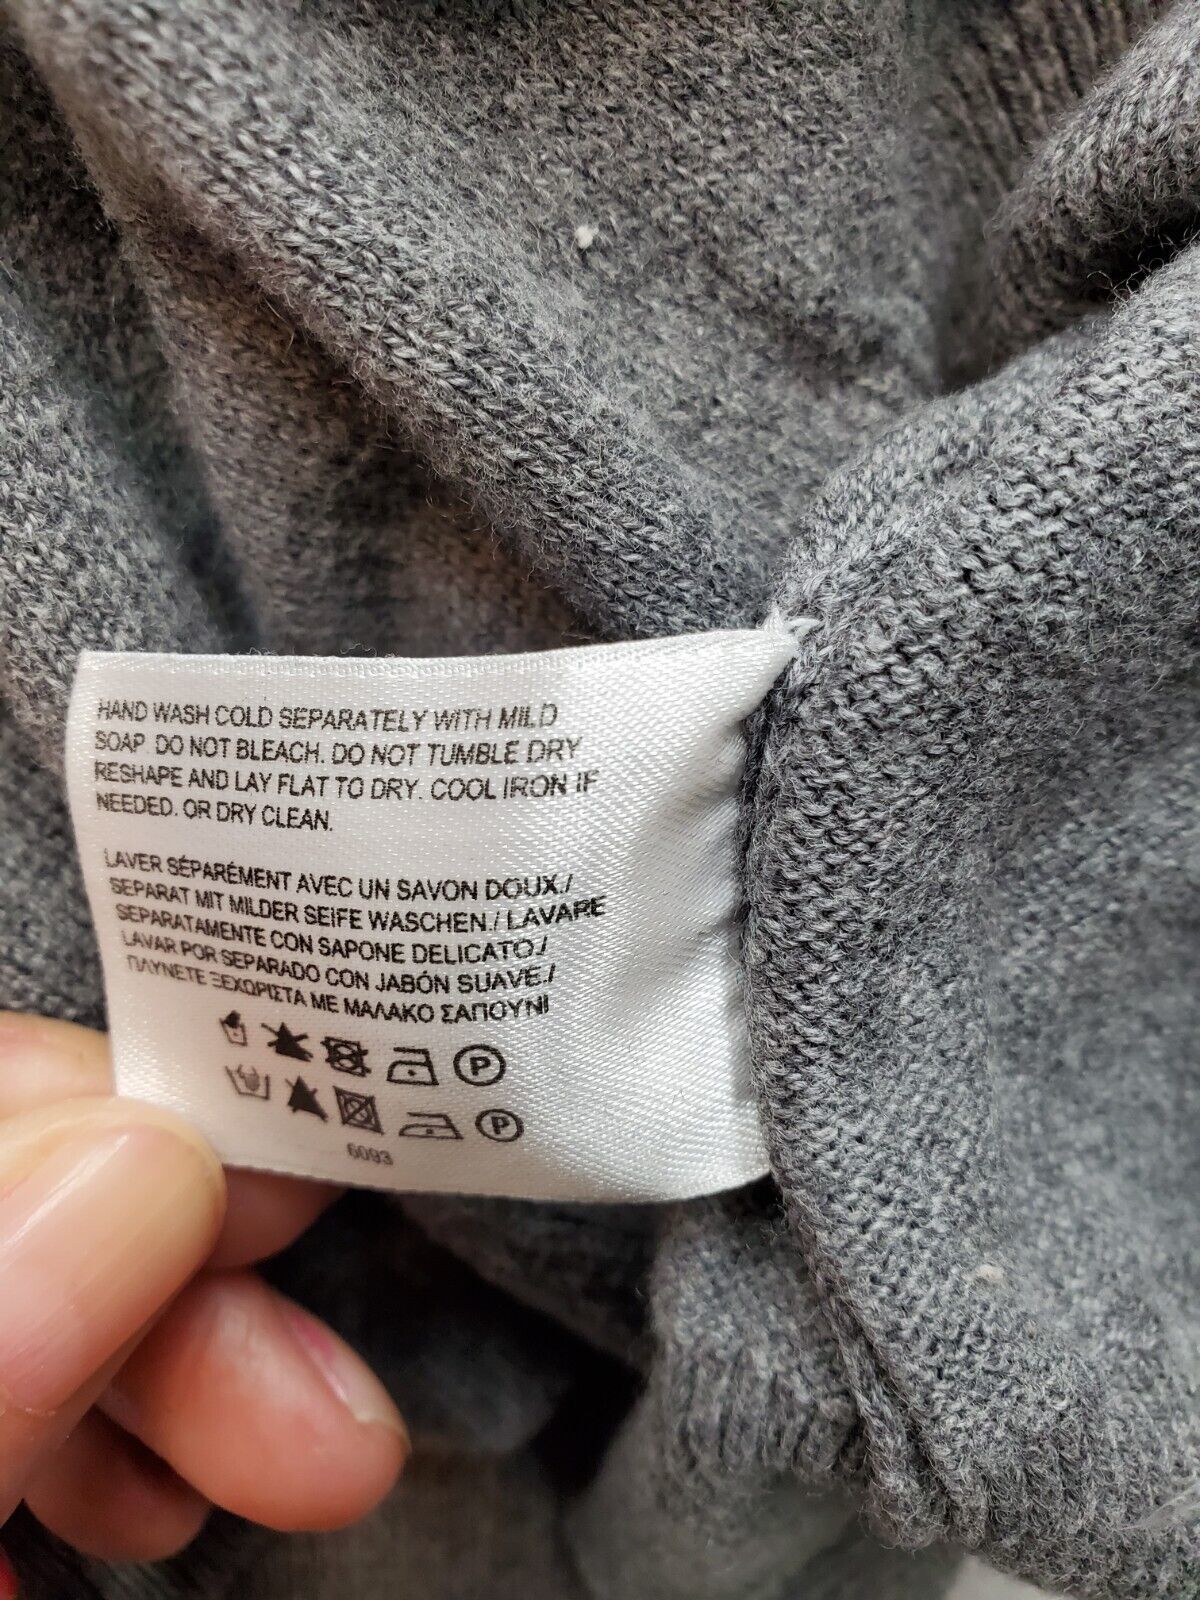 HAND WASH COLD SEPARATELY WITH MILD
SOAP. DO NOT BLEACH. DO NOT TUMBLE DRY
RESHAPE AND LAY FLAT TO DRY. COOL IRON IF
NEEDED. OR DRY CLEAN.
LAVER SÉPARÉMENT AVEC UN SAVON DOUX./
SEPARAT MIT MILDER SEIFE WASCHEN./ LAVARE
SEPARATAMENTE CON SAPONE DELICATO./
LAVAR POR SEPARADO CON JABÓN SUAVE./
ΠΛΥΝΕΤΕ ΞΕΧΩΡΙΣΤΑ ΜΕ ΜΑΛΑΚΟ ΣΑΠΟΥΝΙ
P
P
6093